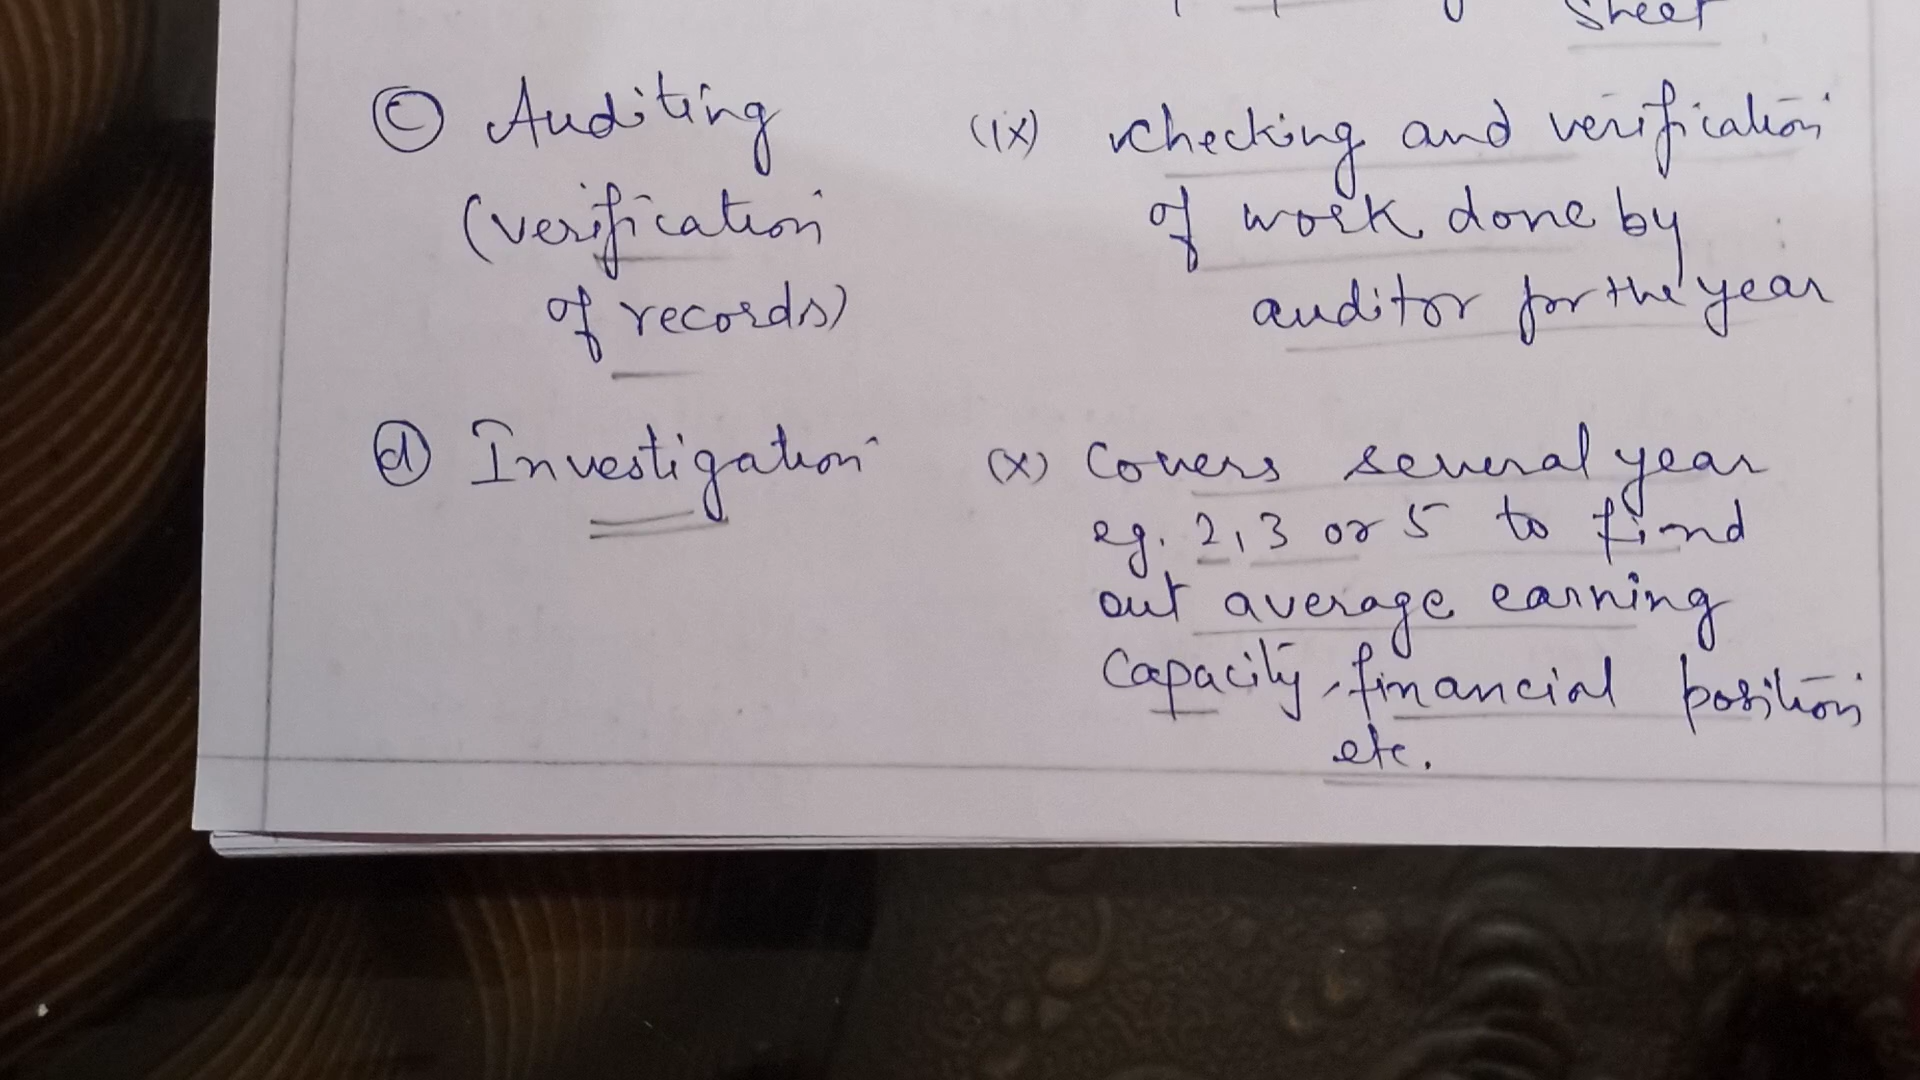 Sheet
(c) Auditing (ix) checking and verification
(verification of work done by
of records) auditor for the year
(d) Investigation (x) Covers several year
eg. 2, 3 or 5 to find
out average earning
capacity, financial position
etc.